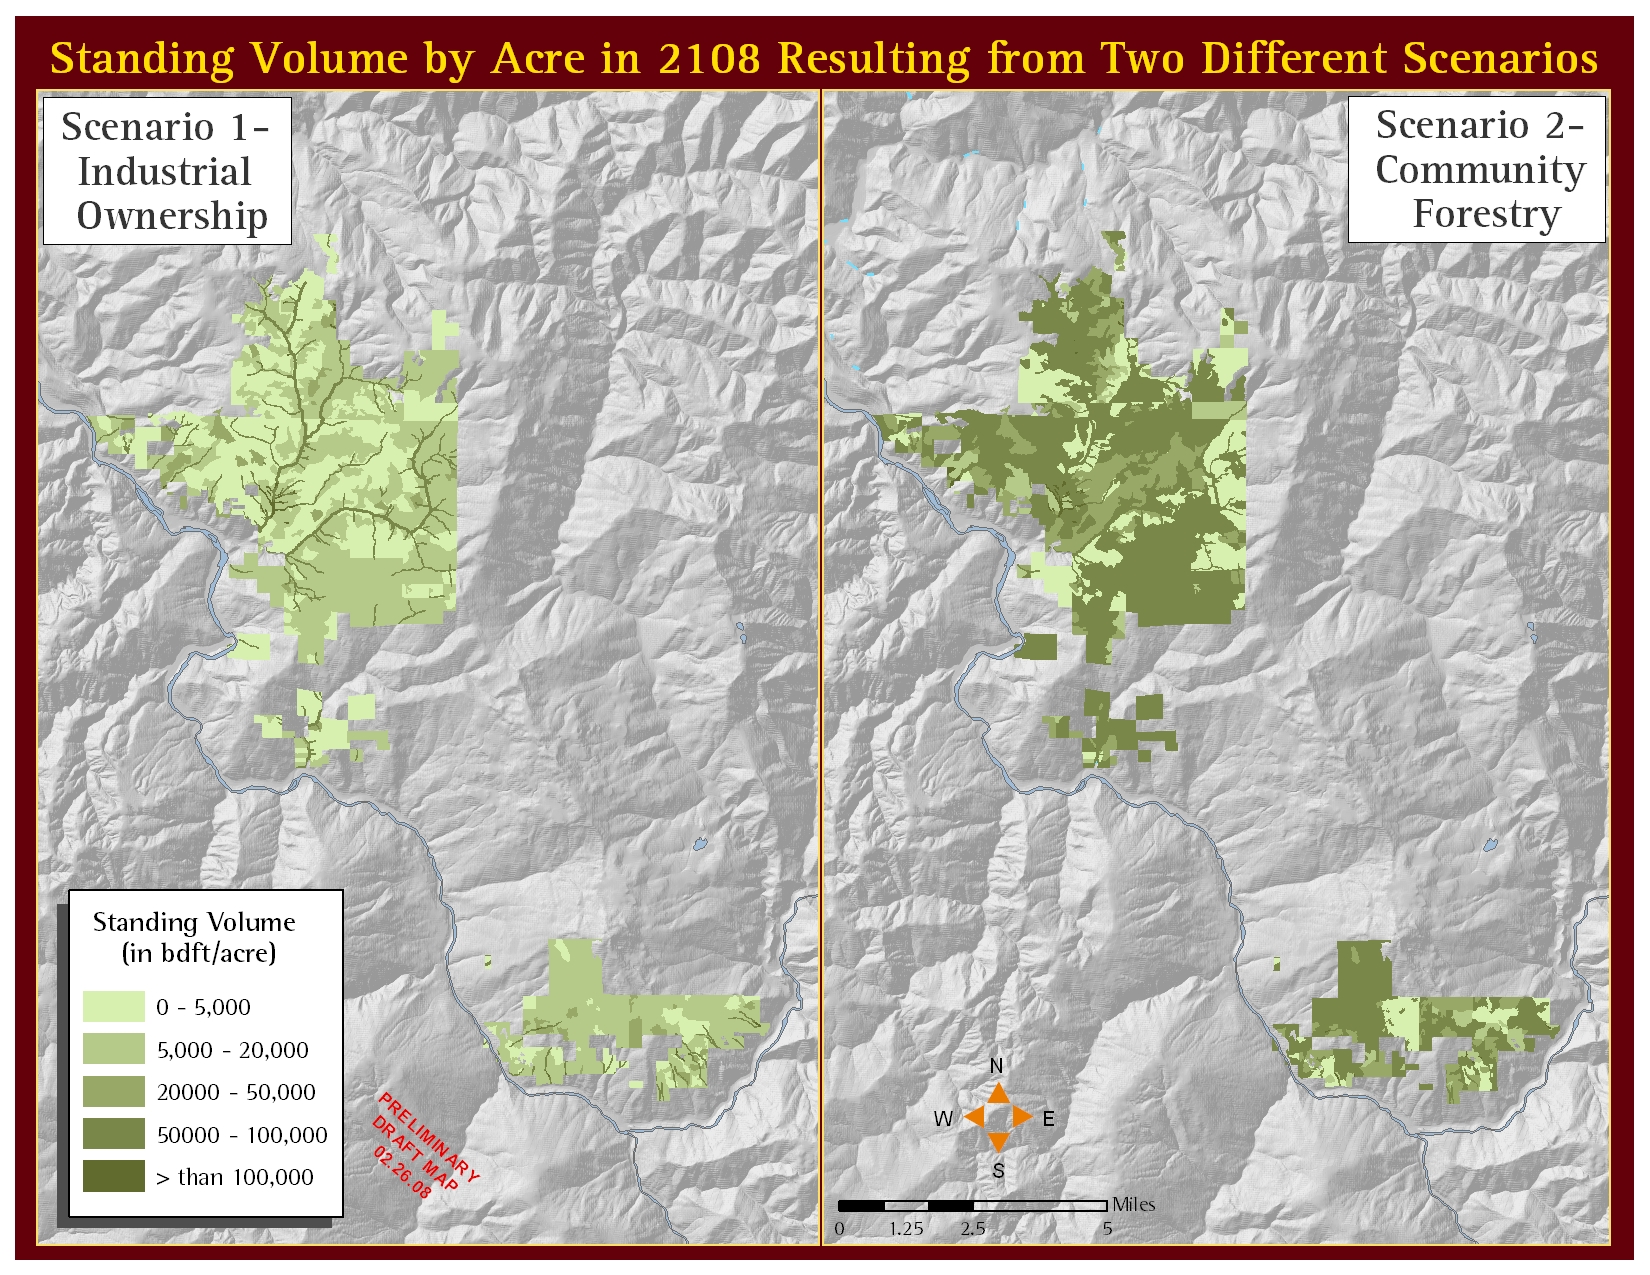 Standing Volume by Acre in 2108 Resulting from Two Different Scenarios
Scenario 1-
Industrial
Ownership
Scenario 2-
Community
Forestry
Standing Volume
(in bdft/acre)
0 - 5,000
5,000 - 20,000
20000 - 50,000
50000 - 100,000
> than 100,000
PRELIMINARY
DRAFT MAP
02.26.08
N
W E
S
Miles
0 1.25 2.5 5